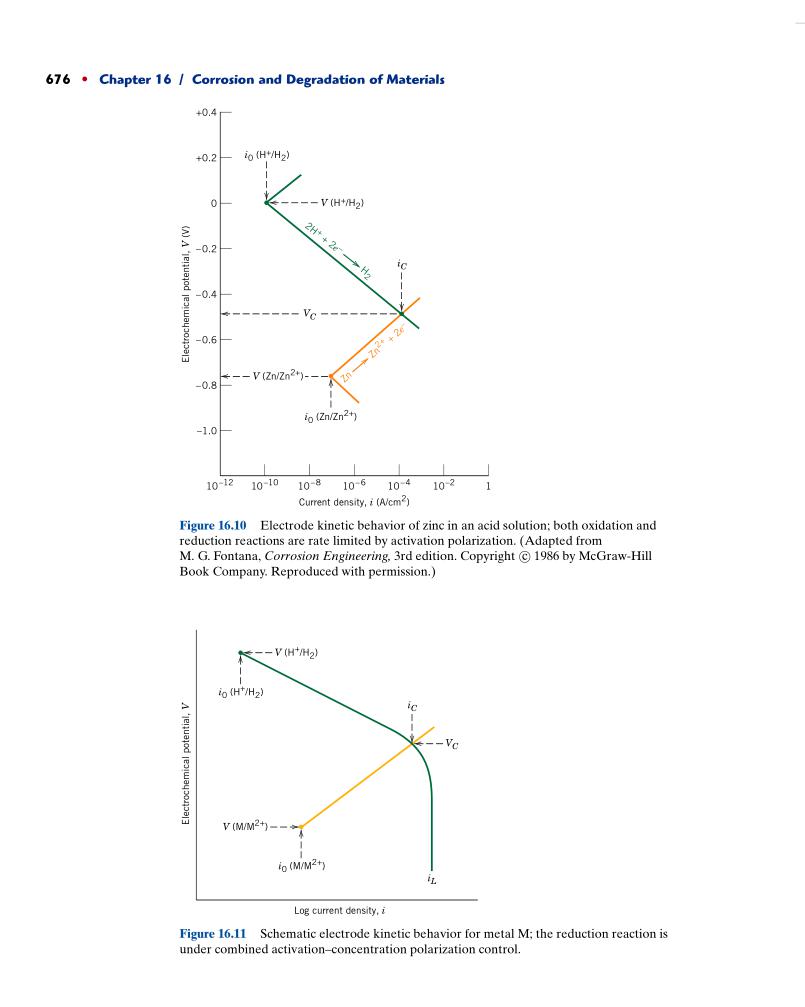 676 • Chapter 16 / Corrosion and Degradation of Materials
+0.4
+0.2
0
−0.2
−0.4
−0.6
−0.8
−1.0
Electrochemical potential, V (V)
i0 (H+/H2)
V (H+/H2)
2H+ + 2e− → H2
iC
VC
Zn → Zn2+ + 2e−
V (Zn/Zn2+)
i0 (Zn/Zn2+)
10−12 10−10 10−8 10−6 10−4 10−2 1
Current density, i (A/cm2)
Figure 16.10 Electrode kinetic behavior of zinc in an acid solution; both oxidation and
reduction reactions are rate limited by activation polarization. (Adapted from
M. G. Fontana, Corrosion Engineering, 3rd edition. Copyright © 1986 by McGraw-Hill
Book Company. Reproduced with permission.)
Electrochemical potential, V
V (H+/H2)
i0 (H+/H2)
iC
VC
V (M/M2+)
i0 (M/M2+)
iL
Log current density, i
Figure 16.11 Schematic electrode kinetic behavior for metal M; the reduction reaction is
under combined activation–concentration polarization control.